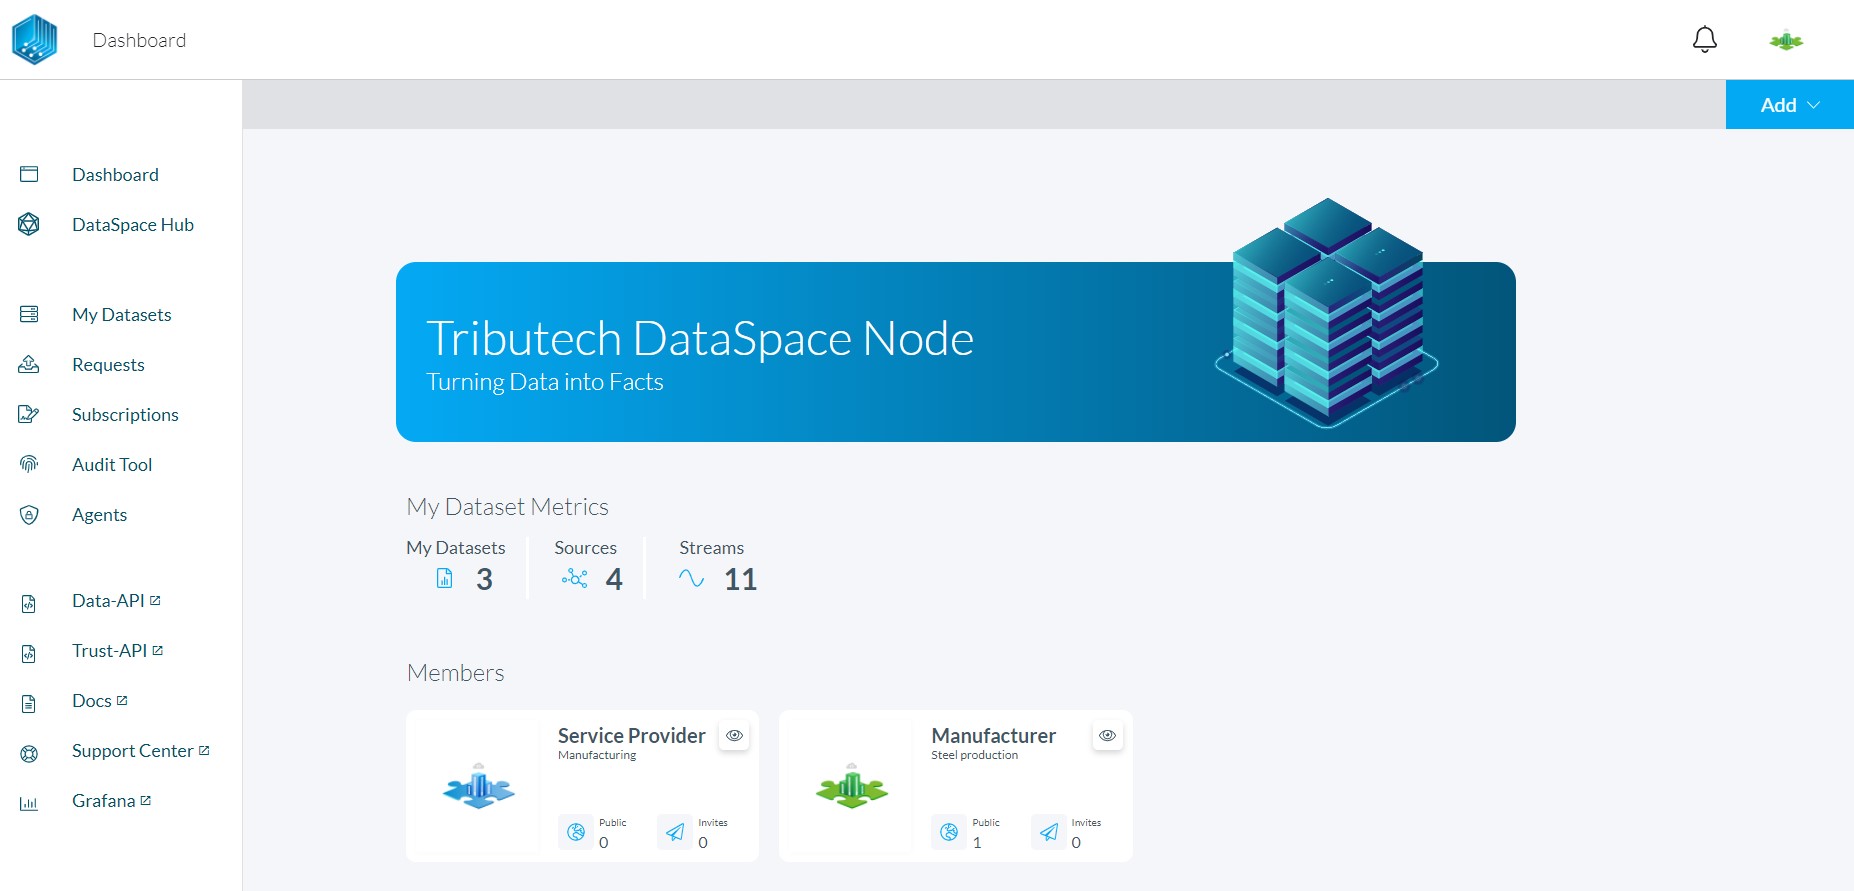 Dashboard
Add
Dashboard
DataSpace Hub
My Datasets
Requests
Subscriptions
Audit Tool
Agents
Data-API
Trust-API
Docs
Support Center
Grafana
Tributech DataSpace Node
Turning Data into Facts
My Dataset Metrics
My Datasets Sources Streams
3 4 11
Members
Service Provider
Manufacturing
Public Invites
0 0
Manufacturer
Steel production
Public Invites
1 0